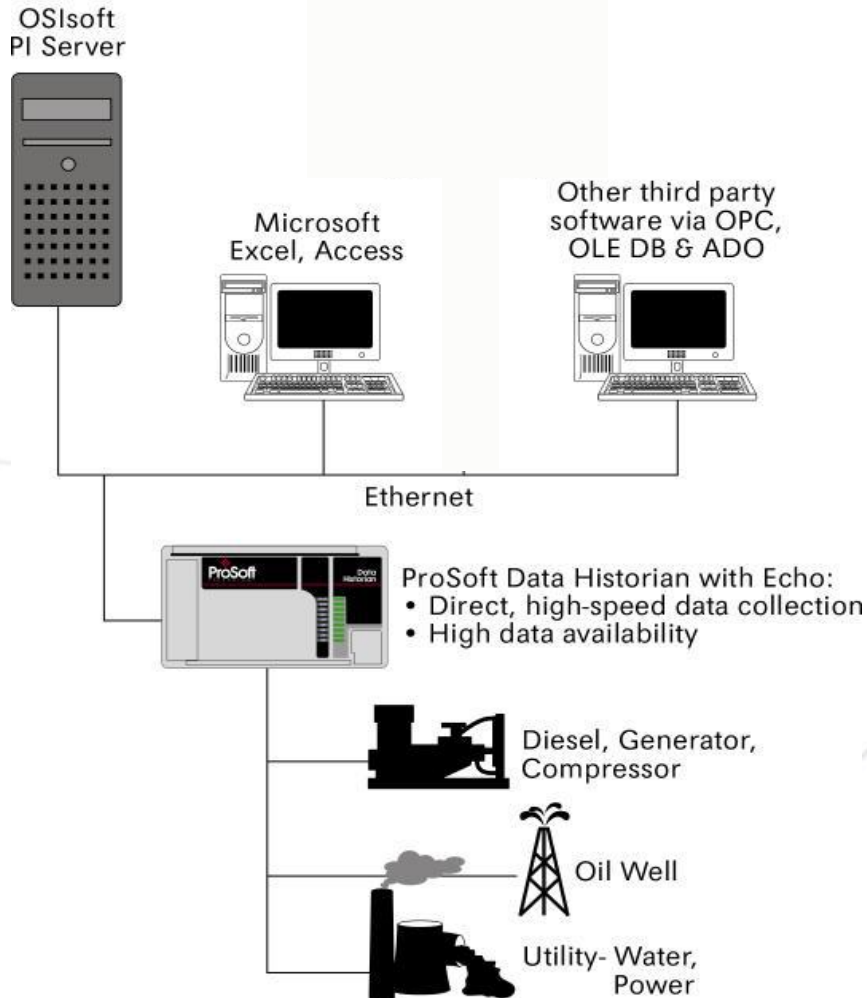 OSIsoft
PI Server
Microsoft
Excel, Access
Other third party
software via OPC,
OLE DB & ADO
Ethernet
ProSoft
Data
Historian
ProSoft Data Historian with Echo:
• Direct, high-speed data collection
• High data availability
Diesel, Generator,
Compressor
Oil Well
Utility- Water,
Power